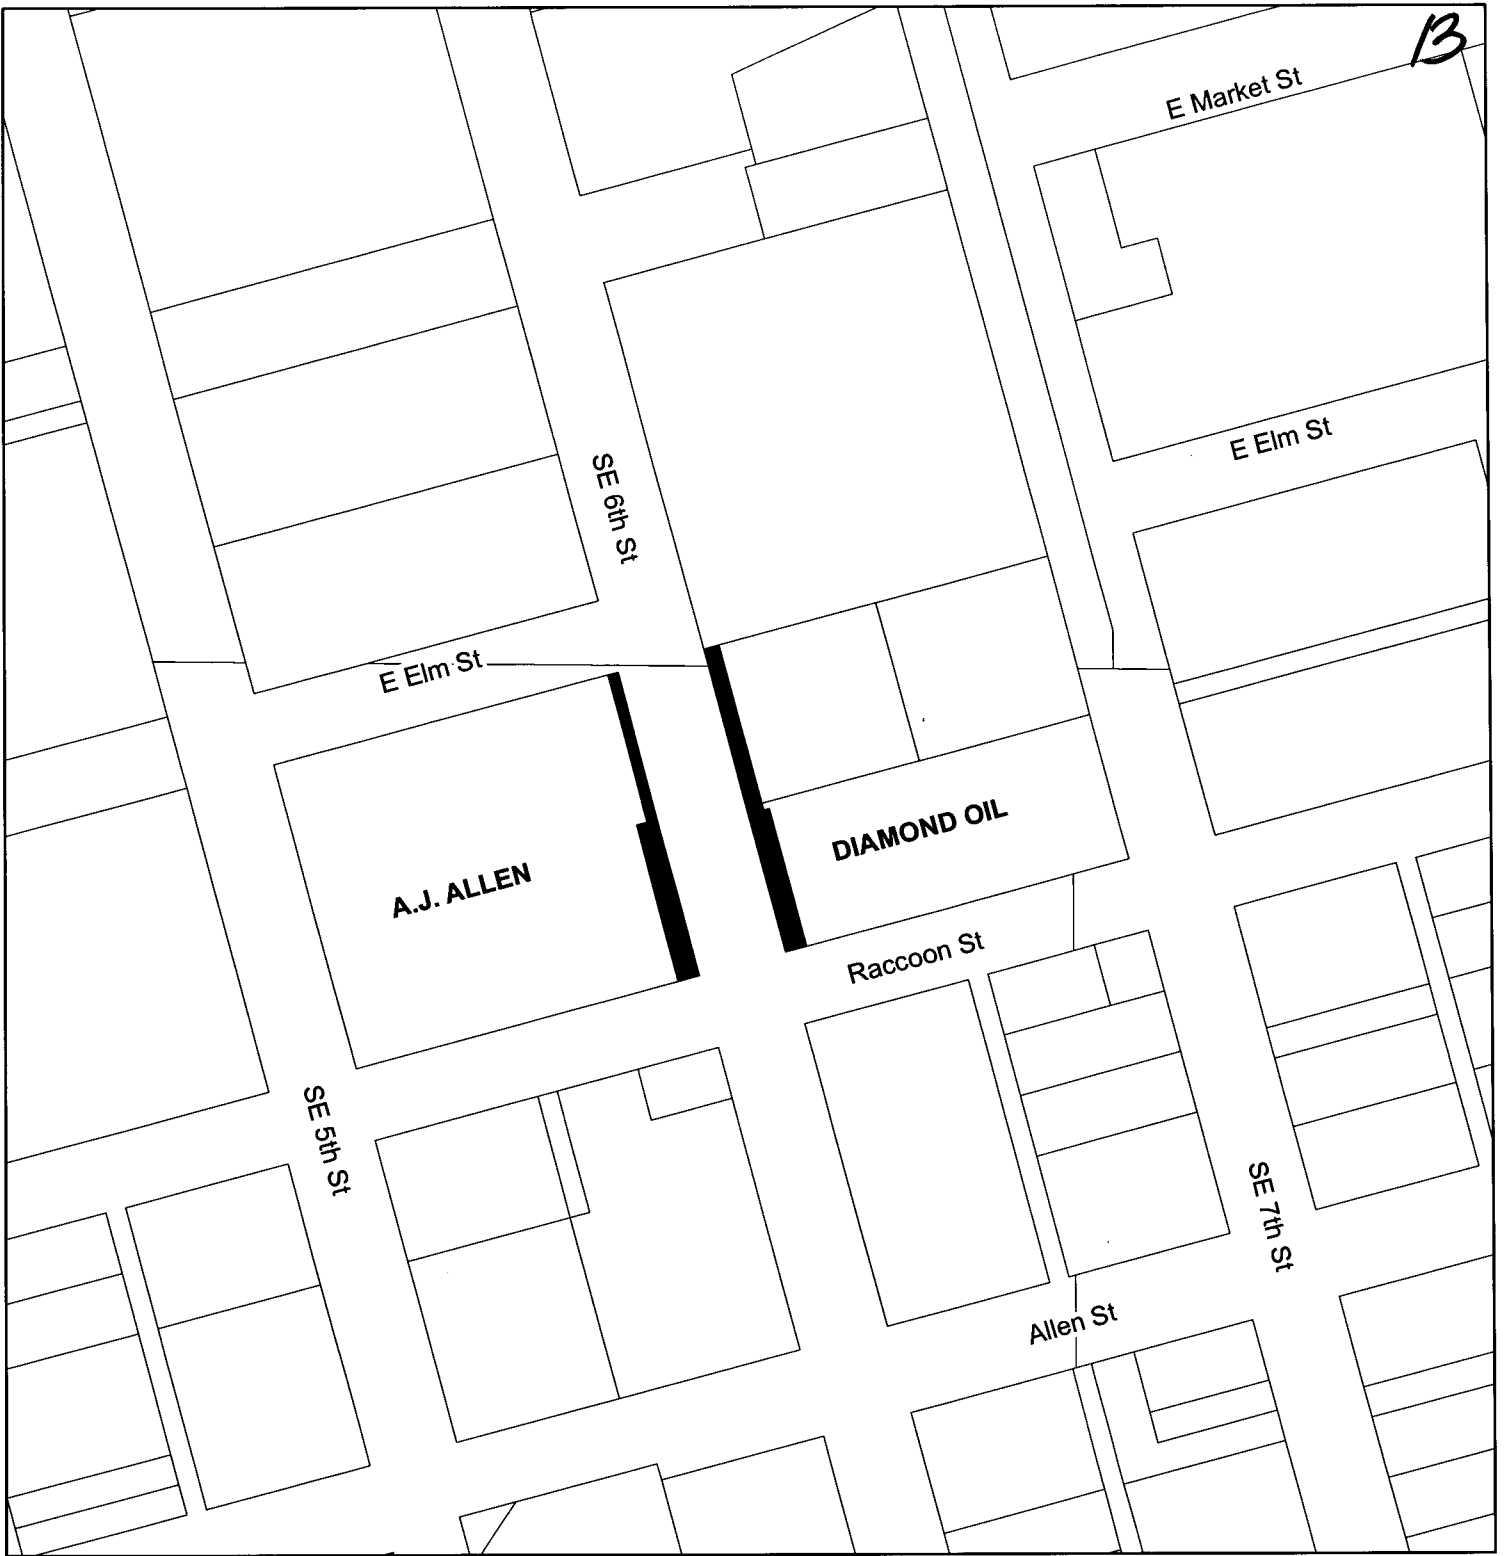 13
E Market St
E Elm St
SE 6th St
E Elm St
DIAMOND OIL
A.J. ALLEN
Raccoon St
SE 5th St
SE 7th St
Allen St